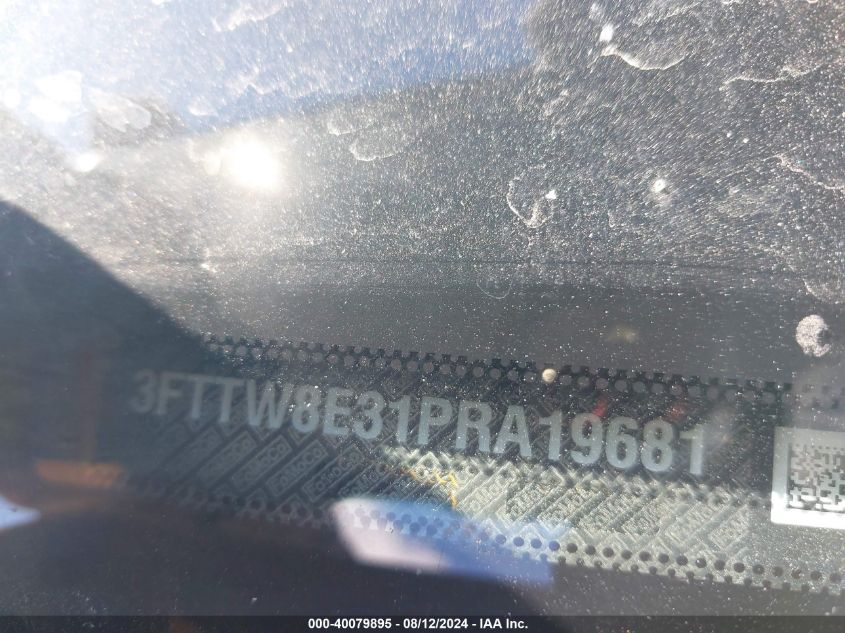 3FTTW8E31PRA19681
000-40079895 - 08/12/2024 - IAA Inc.